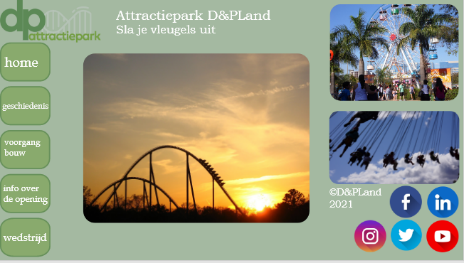 dp
attractiepark
Attractiepark D&PLand
Sla je vleugels uit
home
geschiedenis
voorgang
bouw
info over
de opening
wedstrijd
©D&PLand
2021